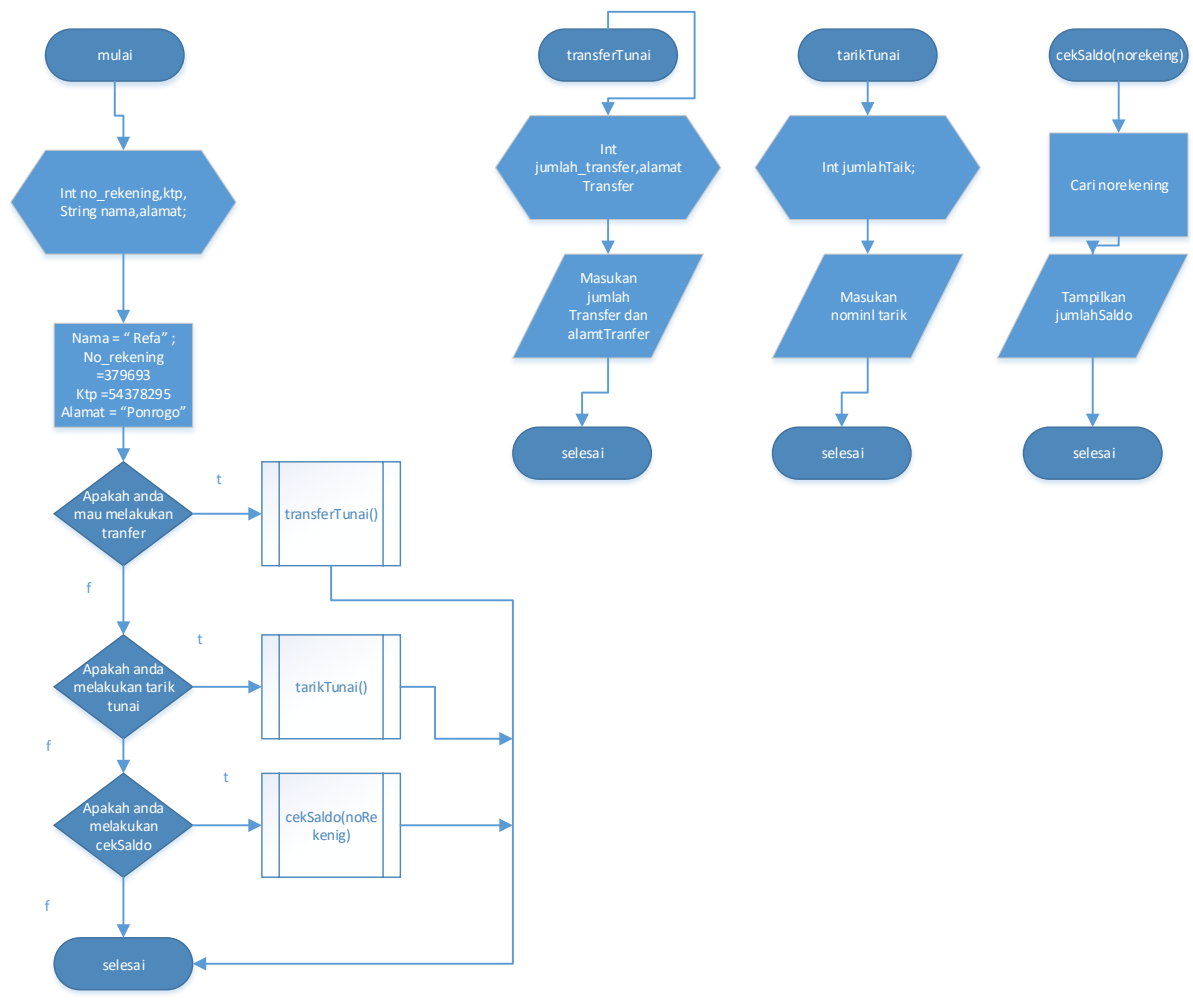 mulai
Int no_rekening,ktp,
String nama,alamat;
Nama = “ Refa” ;
No_rekening
=379693
Ktp =54378295
Alamat = “Ponrogo”
Apakah anda
mau melakukan
tranfer
t
transferTunai()
f
Apakah anda
melakukan tarik
tunai
t
tarikTunai()
f
Apakah anda
melakukan
cekSaldo
t
cekSaldo(noRe
kenig)
f
selesai
transferTunai
Int
jumlah_transfer,alamat
Transfer
Masukan
jumlah
Transfer dan
alamtTranfer
selesai
tarikTunai
Int jumlahTaik;
Masukan
nominl tarik
selesai
cekSaldo(norekeing)
Cari norekening
Tampilkan
jumlahSaldo
selesai